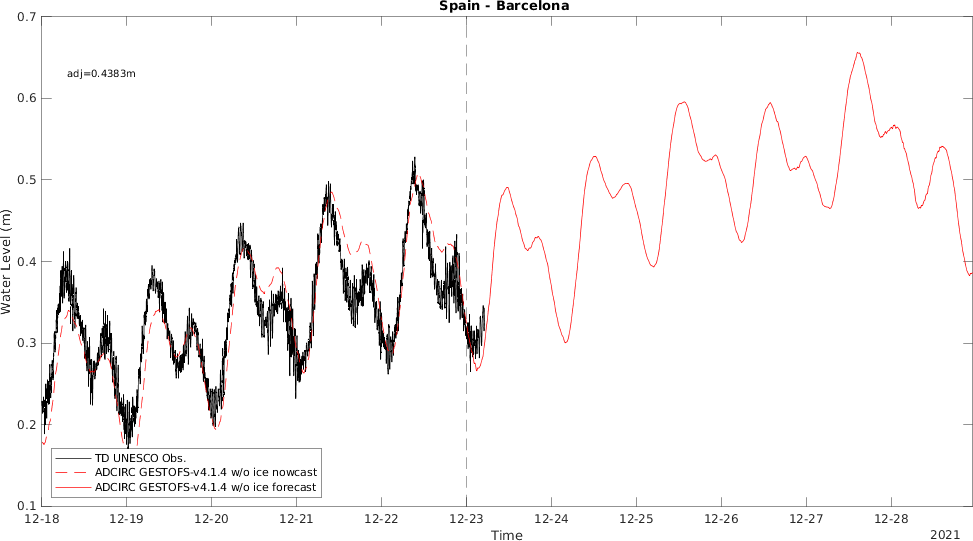 Spain - Barcelona
0.7
0.6
0.5
0.4
0.3
0.2
0.1
Water Level (m)
adj=0.4383m
TD UNESCO Obs.
ADCIRC GESTOFS-v4.1.4 w/o ice nowcast
ADCIRC GESTOFS-v4.1.4 w/o ice forecast
12-18 12-19 12-20 12-21 12-22 12-23 12-24 12-25 12-26 12-27 12-28
Time
2021